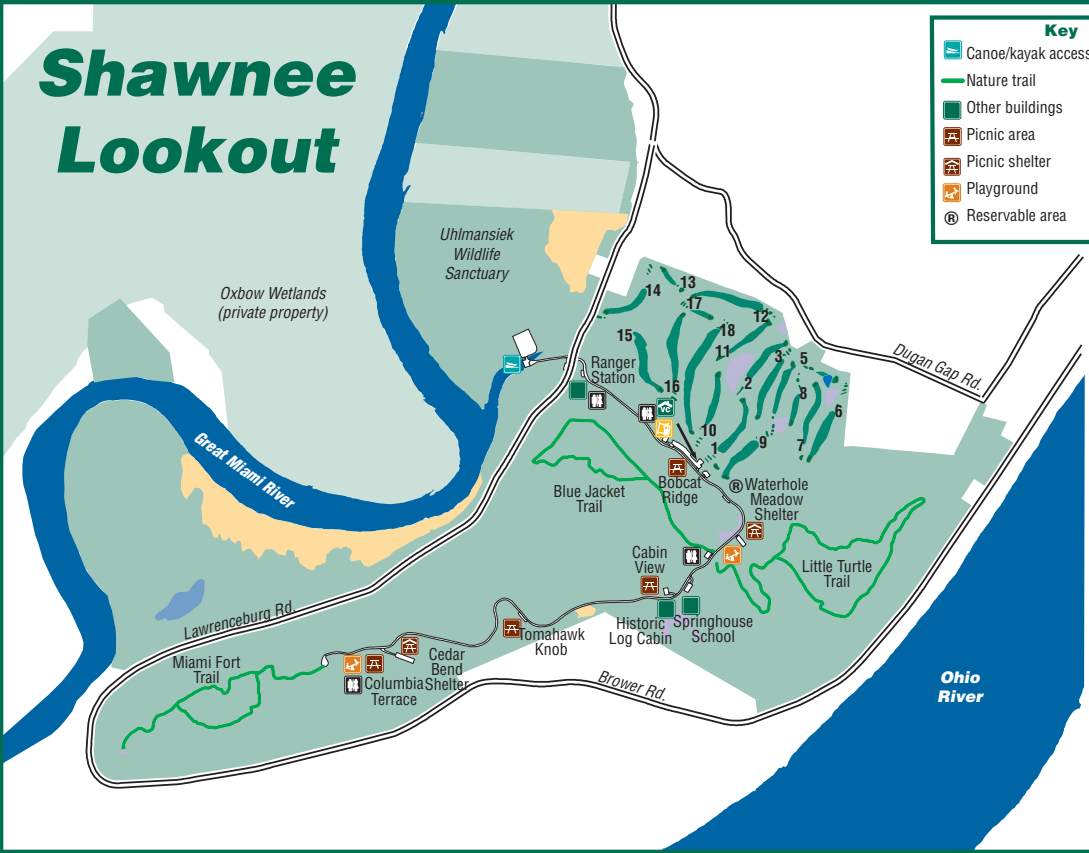 Shawnee
Lookout
Key
Canoe/kayak access
Nature trail
Other buildings
Picnic area
Picnic shelter
Playground
® Reservable area
Uhlmansiek
Wildlife
Sanctuary
Oxbow Wetlands
(private property)
Great Miami River
Dugan Gap Rd.
Ranger
Station
14
13
17
12
15
18
11
3
5
16
2
8
6
10
1
9
7
VC
Bobcat
Ridge
Blue Jacket
Trail
® Waterhole
Meadow
Shelter
Cabin
View
Little Turtle
Trail
Historic
Log Cabin
Springhouse
School
Lawrenceburg Rd.
Tomahawk
Knob
Cedar
Bend
Shelter
Columbia
Terrace
Miami Fort
Trail
Brower Rd.
Ohio
River